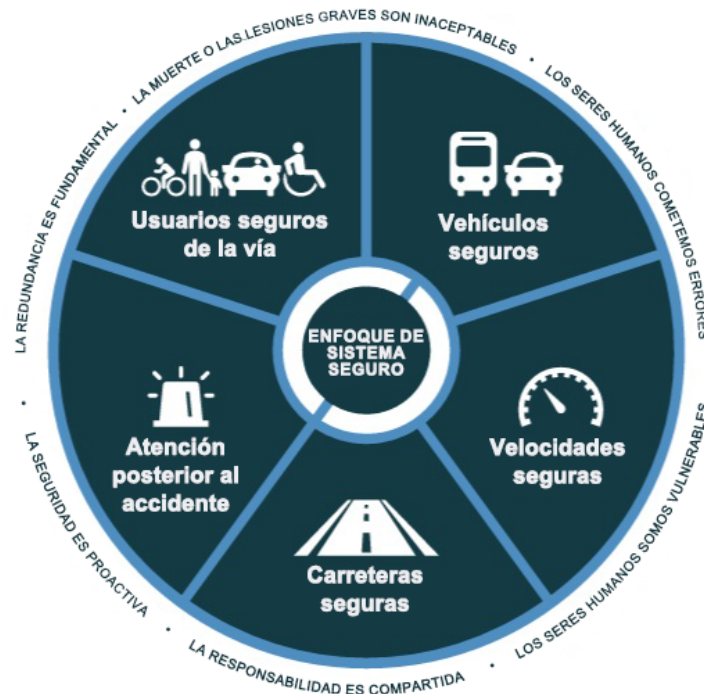 LA MUERTE O LAS LESIONES GRAVES SON INACEPTABLES
LOS SERES HUMANOS COMETEMOS ERRORES
LOS SERES HUMANOS SOMOS VULNERABLES
LA RESPONSABILIDAD ES COMPARTIDA
LA SEGURIDAD ES PROACTIVA
LA REDUNDANCIA ES FUNDAMENTAL
Usuarios seguros
de la vía
Vehículos
seguros
ENFOQUE DE
SISTEMA
SEGURO
Atención
posterior al
accidente
Velocidades
seguras
Carreteras
seguras